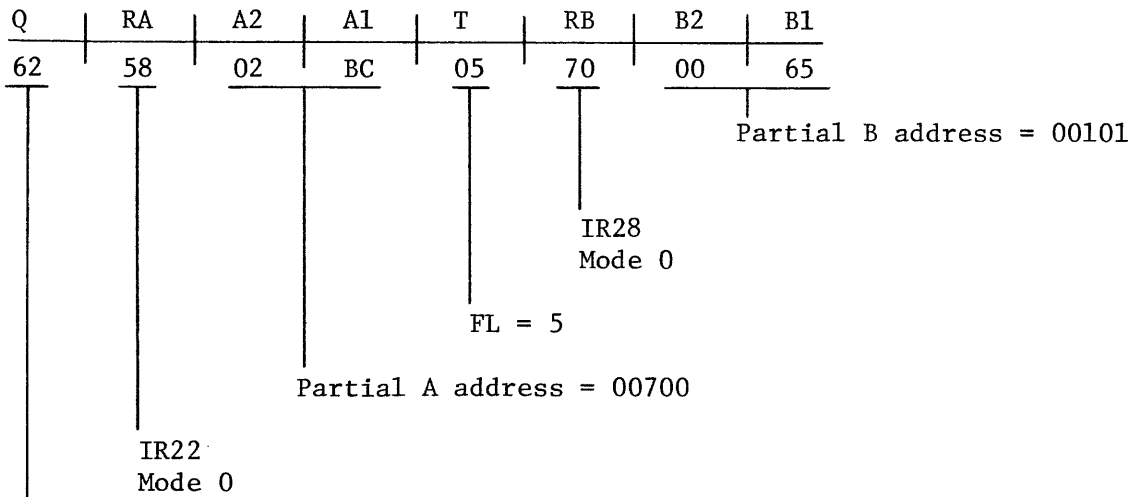 Q RA A2 A1 T RB B2 B1
62 58 02 BC 05 70 00 65
Partial B address = 00101
IR28
Mode 0
FL = 5
Partial A address = 00700
IR22
Mode 0